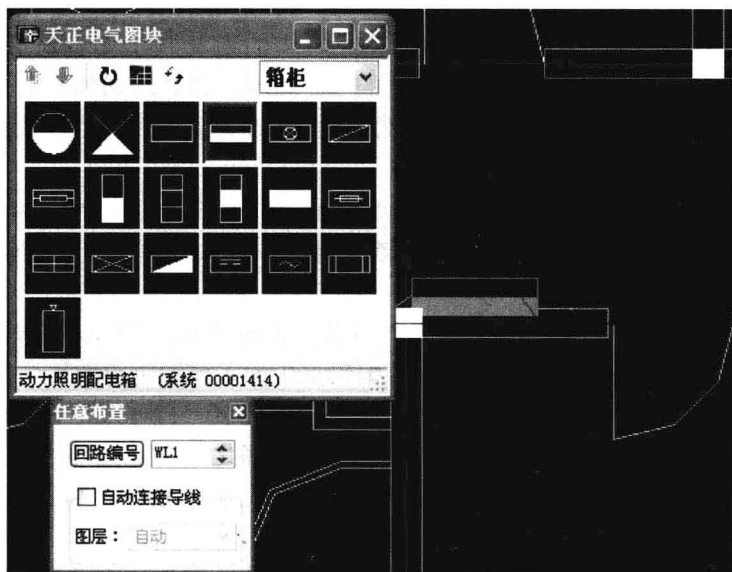 天正电气图块
箱柜
动力照明配电箱 (系统 00001414)
任意布置
回路编号 WL1
自动连接导线
图层： 自动